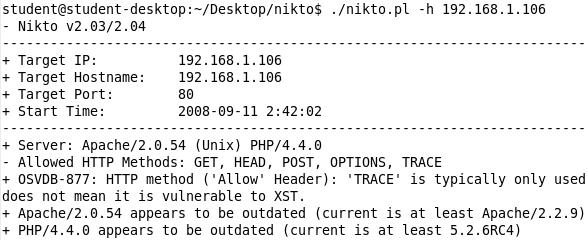 student@student-desktop:~/Desktop/nikto$ ./nikto.pl -h 192.168.1.106
- Nikto v2.03/2.04
---------------------------------------------------------------------------
+ Target IP: 192.168.1.106
+ Target Hostname: 192.168.1.106
+ Target Port: 80
+ Start Time: 2008-09-11 2:42:02
---------------------------------------------------------------------------
+ Server: Apache/2.0.54 (Unix) PHP/4.4.0
- Allowed HTTP Methods: GET, HEAD, POST, OPTIONS, TRACE
+ OSVDB-877: HTTP method ('Allow' Header): 'TRACE' is typically only used
does not mean it is vulnerable to XST.
+ Apache/2.0.54 appears to be outdated (current is at least Apache/2.2.9)
+ PHP/4.4.0 appears to be outdated (current is at least 5.2.6RC4)